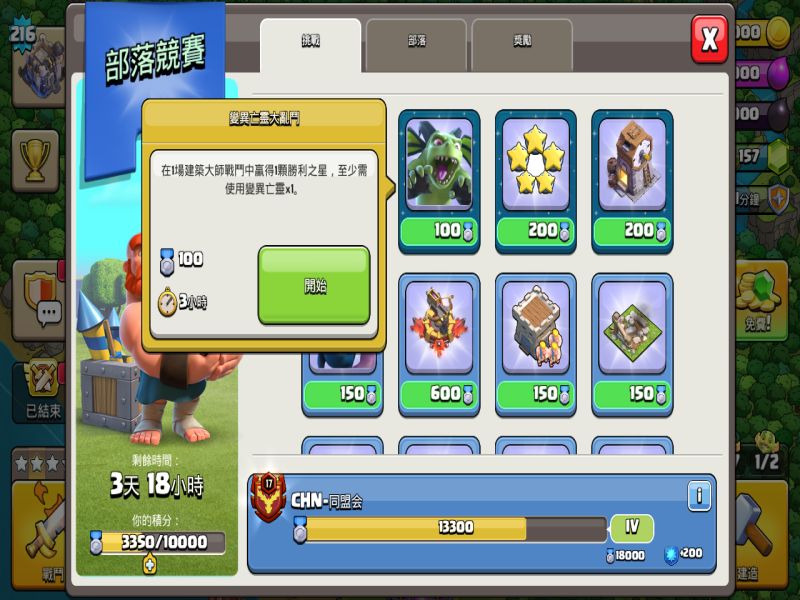 216
部落競賽
挑戰
部落
獎勵
變異亡靈大亂鬥
在1場建築大師戰鬥中贏得1顆勝利之星，至少需
使用變異亡靈x1。
100
3小時
開始
100
200
200
150
600
150
150
剩餘時間：
3天 18小時
你的積分：
3350/10000
17
CHN-同盟会
i
13300
IV
18000
+200
X
000
000
000
157
1分鐘
免費!
已結束
1/2
戰鬥
建造